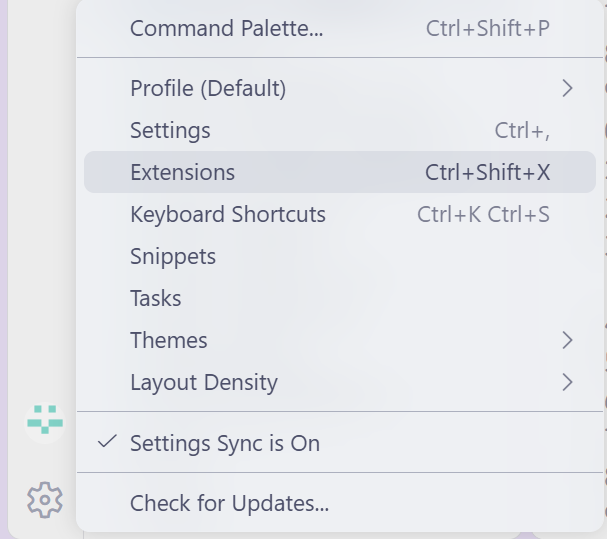 Command Palette... Ctrl+Shift+P
Profile (Default)
Settings Ctrl+,
Extensions Ctrl+Shift+X
Keyboard Shortcuts Ctrl+K Ctrl+S
Snippets
Tasks
Themes
Layout Density
Settings Sync is On
Check for Updates...